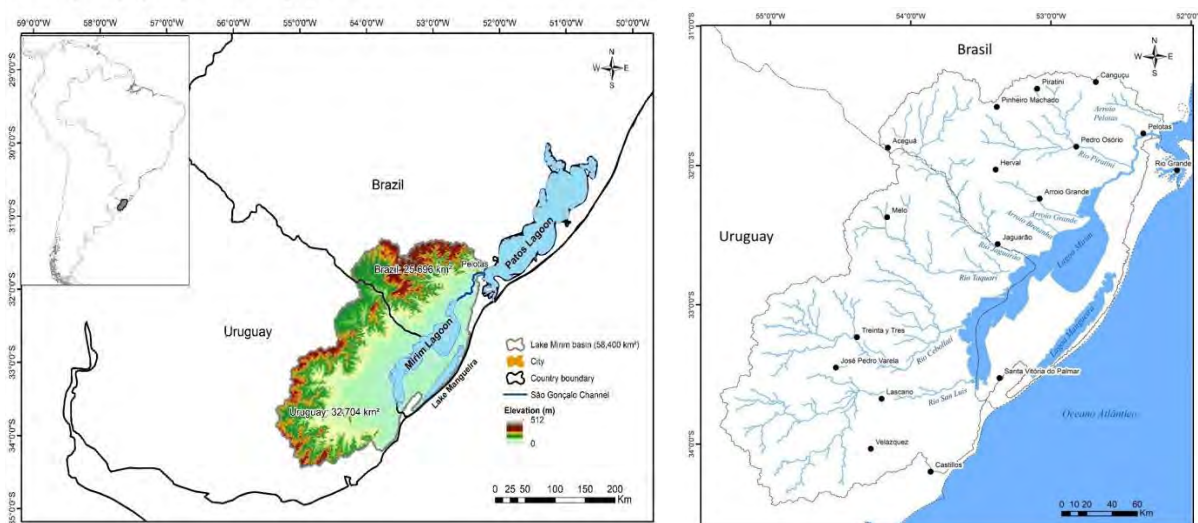 59°0'0"W 58°0'0"W 57°0'0"W 56°0'0"W 55°0'0"W 54°0'0"W 53°0'0"W 52°0'0"W 51°0'0"W 50°0'0"W
29°0'0"S
30°0'0"S
31°0'0"S
32°0'0"S
33°0'0"S
34°0'0"S
35°0'0"S
N
W E
S
Brazil
Patos Lagoon
Pelotas
Brazil: 25,696 km²
Uruguay
Mirim Lagoon
Lake Mangueira
Uruguay: 32,704 km²
Lake Mirim basin (58,400 km²)
City
Country boundary
São Gonçalo Channel
Elevation (m)
512
0
0 25 50 100 150 200
Km
55°0'0"W 54°0'0"W 53°0'0"W 52°0'0"W
31°0'0"S
32°0'0"S
33°0'0"S
34°0'0"S
Brasil
N
W E
S
Canguçu
Piratini
Pinheiro Machado
Arroio
Pelotas
Pelotas
Aceguá
Pedro Osório
Rio Piratini
Rio Grande
Herval
Arroio Grande
Arroio Grande
Melo
Jaguarão
Rio Jaguarão
Lagoa Mirim
Uruguay
Rio Taquari
Treinta y Tres
Rio Cebollati
Lagoa Mangueira
José Pedro Varela
Santa Vitória do Palmar
Lascano
Rio San Luis
Oceano Atlântico
Velazquez
Castillos
0 10 20 40 60
Km